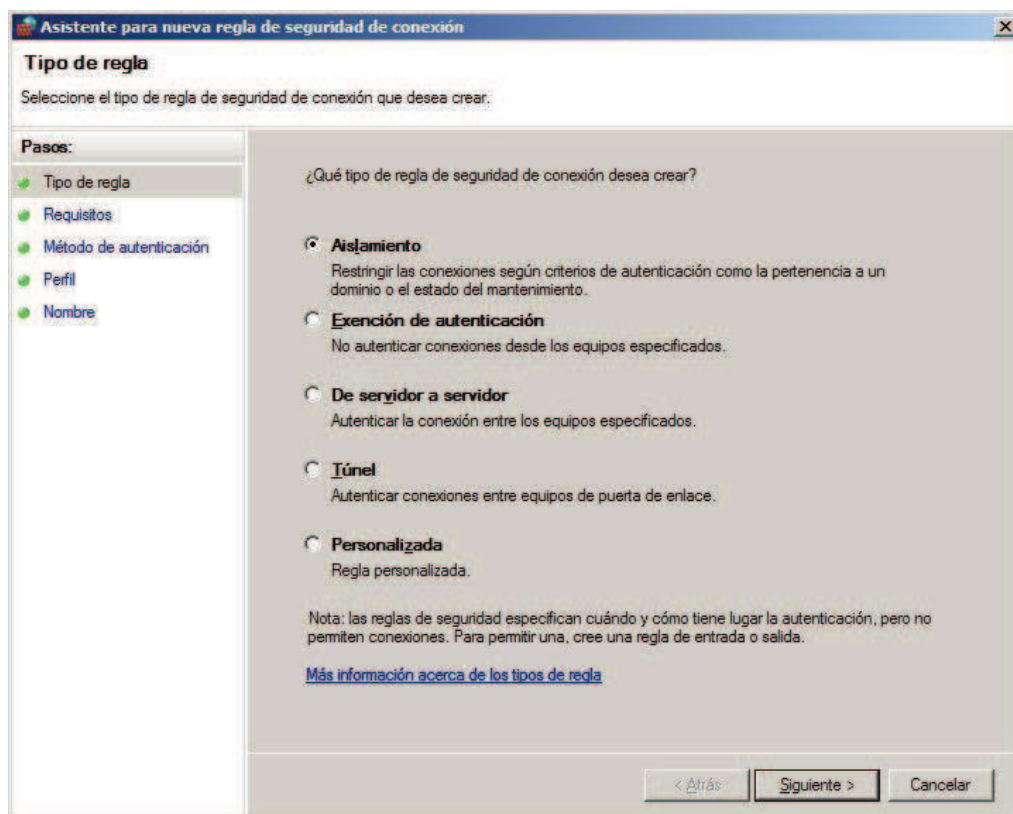 Asistente para nueva regla de seguridad de conexión
Tipo de regla
Seleccione el tipo de regla de seguridad de conexión que desea crear.
Pasos:
Tipo de regla
Requisitos
Método de autenticación
Perfil
Nombre
¿Qué tipo de regla de seguridad de conexión desea crear?
Aislamiento
Restringir las conexiones según criterios de autenticación como la pertenencia a un
dominio o el estado del mantenimiento.
Exención de autenticación
No autenticar conexiones desde los equipos especificados.
De servidor a servidor
Autenticar la conexión entre los equipos especificados.
Túnel
Autenticar conexiones entre equipos de puerta de enlace.
Personalizada
Regla personalizada.
Nota: las reglas de seguridad especifican cuándo y cómo tiene lugar la autenticación, pero no
permiten conexiones. Para permitir una, cree una regla de entrada o salida.
Más información acerca de los tipos de regla
< Atrás
Siguiente >
Cancelar